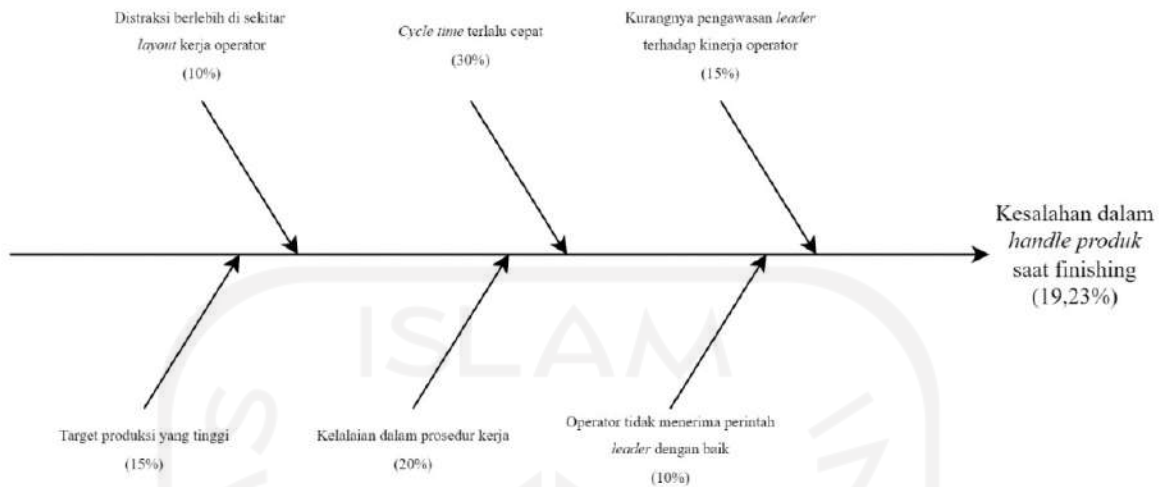 Distraksi berlebih di sekitar
layout kerja operator
(10%)
Cycle time terlalu cepat
(30%)
Kurangnya pengawasan leader
terhadap kinerja operator
(15%)
Kesalahan dalam
handle produk
saat finishing
(19,23%)
Target produksi yang tinggi
(15%)
Kelalaian dalam prosedur kerja
(20%)
Operator tidak menerima perintah
leader dengan baik
(10%)
ISLAM